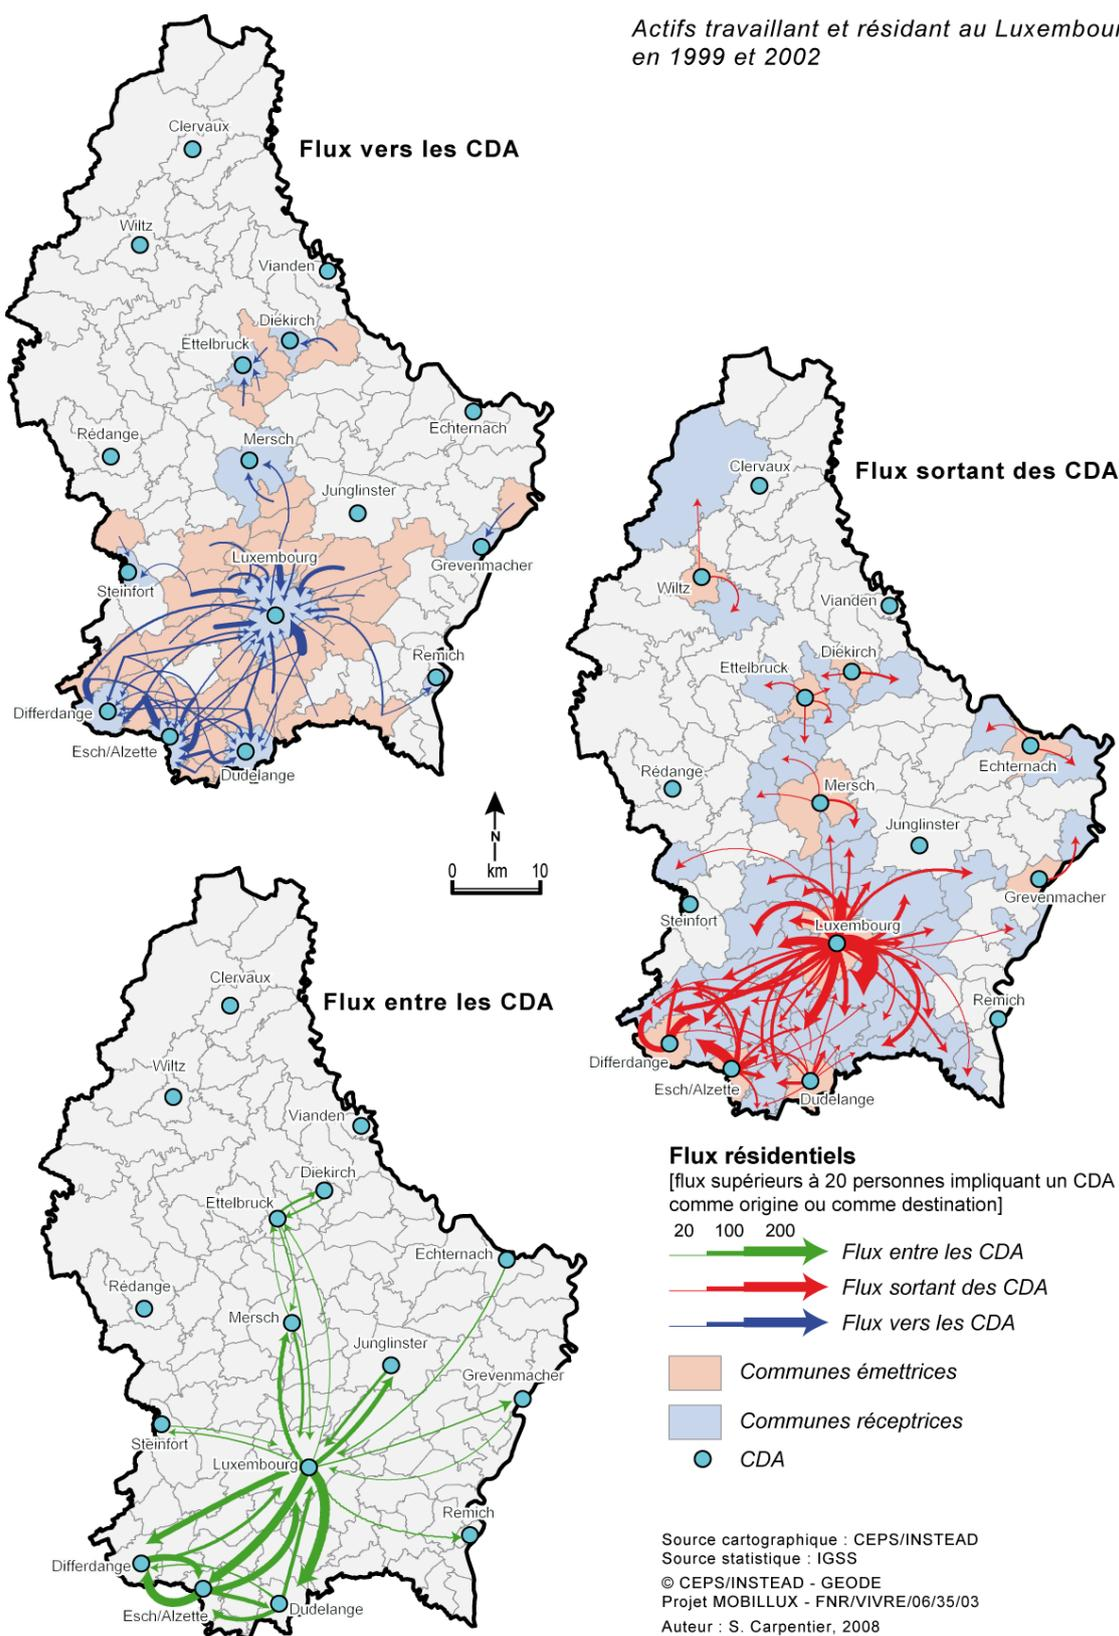 Actifs travaillant et résidant au Luxembour
en 1999 et 2002
Flux vers les CDA
Clervaux
Wiltz
Vianden
Diekirch
Ettelbruck
Echternach
Rédange
Mersch
Junglinster
Luxembourg
Grevenmacher
Steinfort
Remich
Differdange
Esch/Alzette
Dudelange
N
0 km 10
Flux sortant des CDA
Clervaux
Wiltz
Vianden
Diekirch
Ettelbruck
Echternach
Rédange
Mersch
Junglinster
Grevenmacher
Steinfort
Luxembourg
Remich
Differdange
Esch/Alzette
Dudelange
Flux entre les CDA
Clervaux
Wiltz
Vianden
Diekirch
Ettelbruck
Echternach
Rédange
Mersch
Junglinster
Grevenmacher
Steinfort
Luxembourg
Remich
Differdange
Esch/Alzette
Dudelange
Flux résidentiels
[flux supérieurs à 20 personnes impliquant un CDA
comme origine ou comme destination]
20 100 200
Flux entre les CDA
Flux sortant des CDA
Flux vers les CDA
Communes émettrices
Communes réceptrices
CDA
Source cartographique : CEPS/INSTEAD
Source statistique : IGSS
© CEPS/INSTEAD - GEODE
Projet MOBILLUX - FNR/VIVRE/06/35/03
Auteur : S. Carpentier, 2008